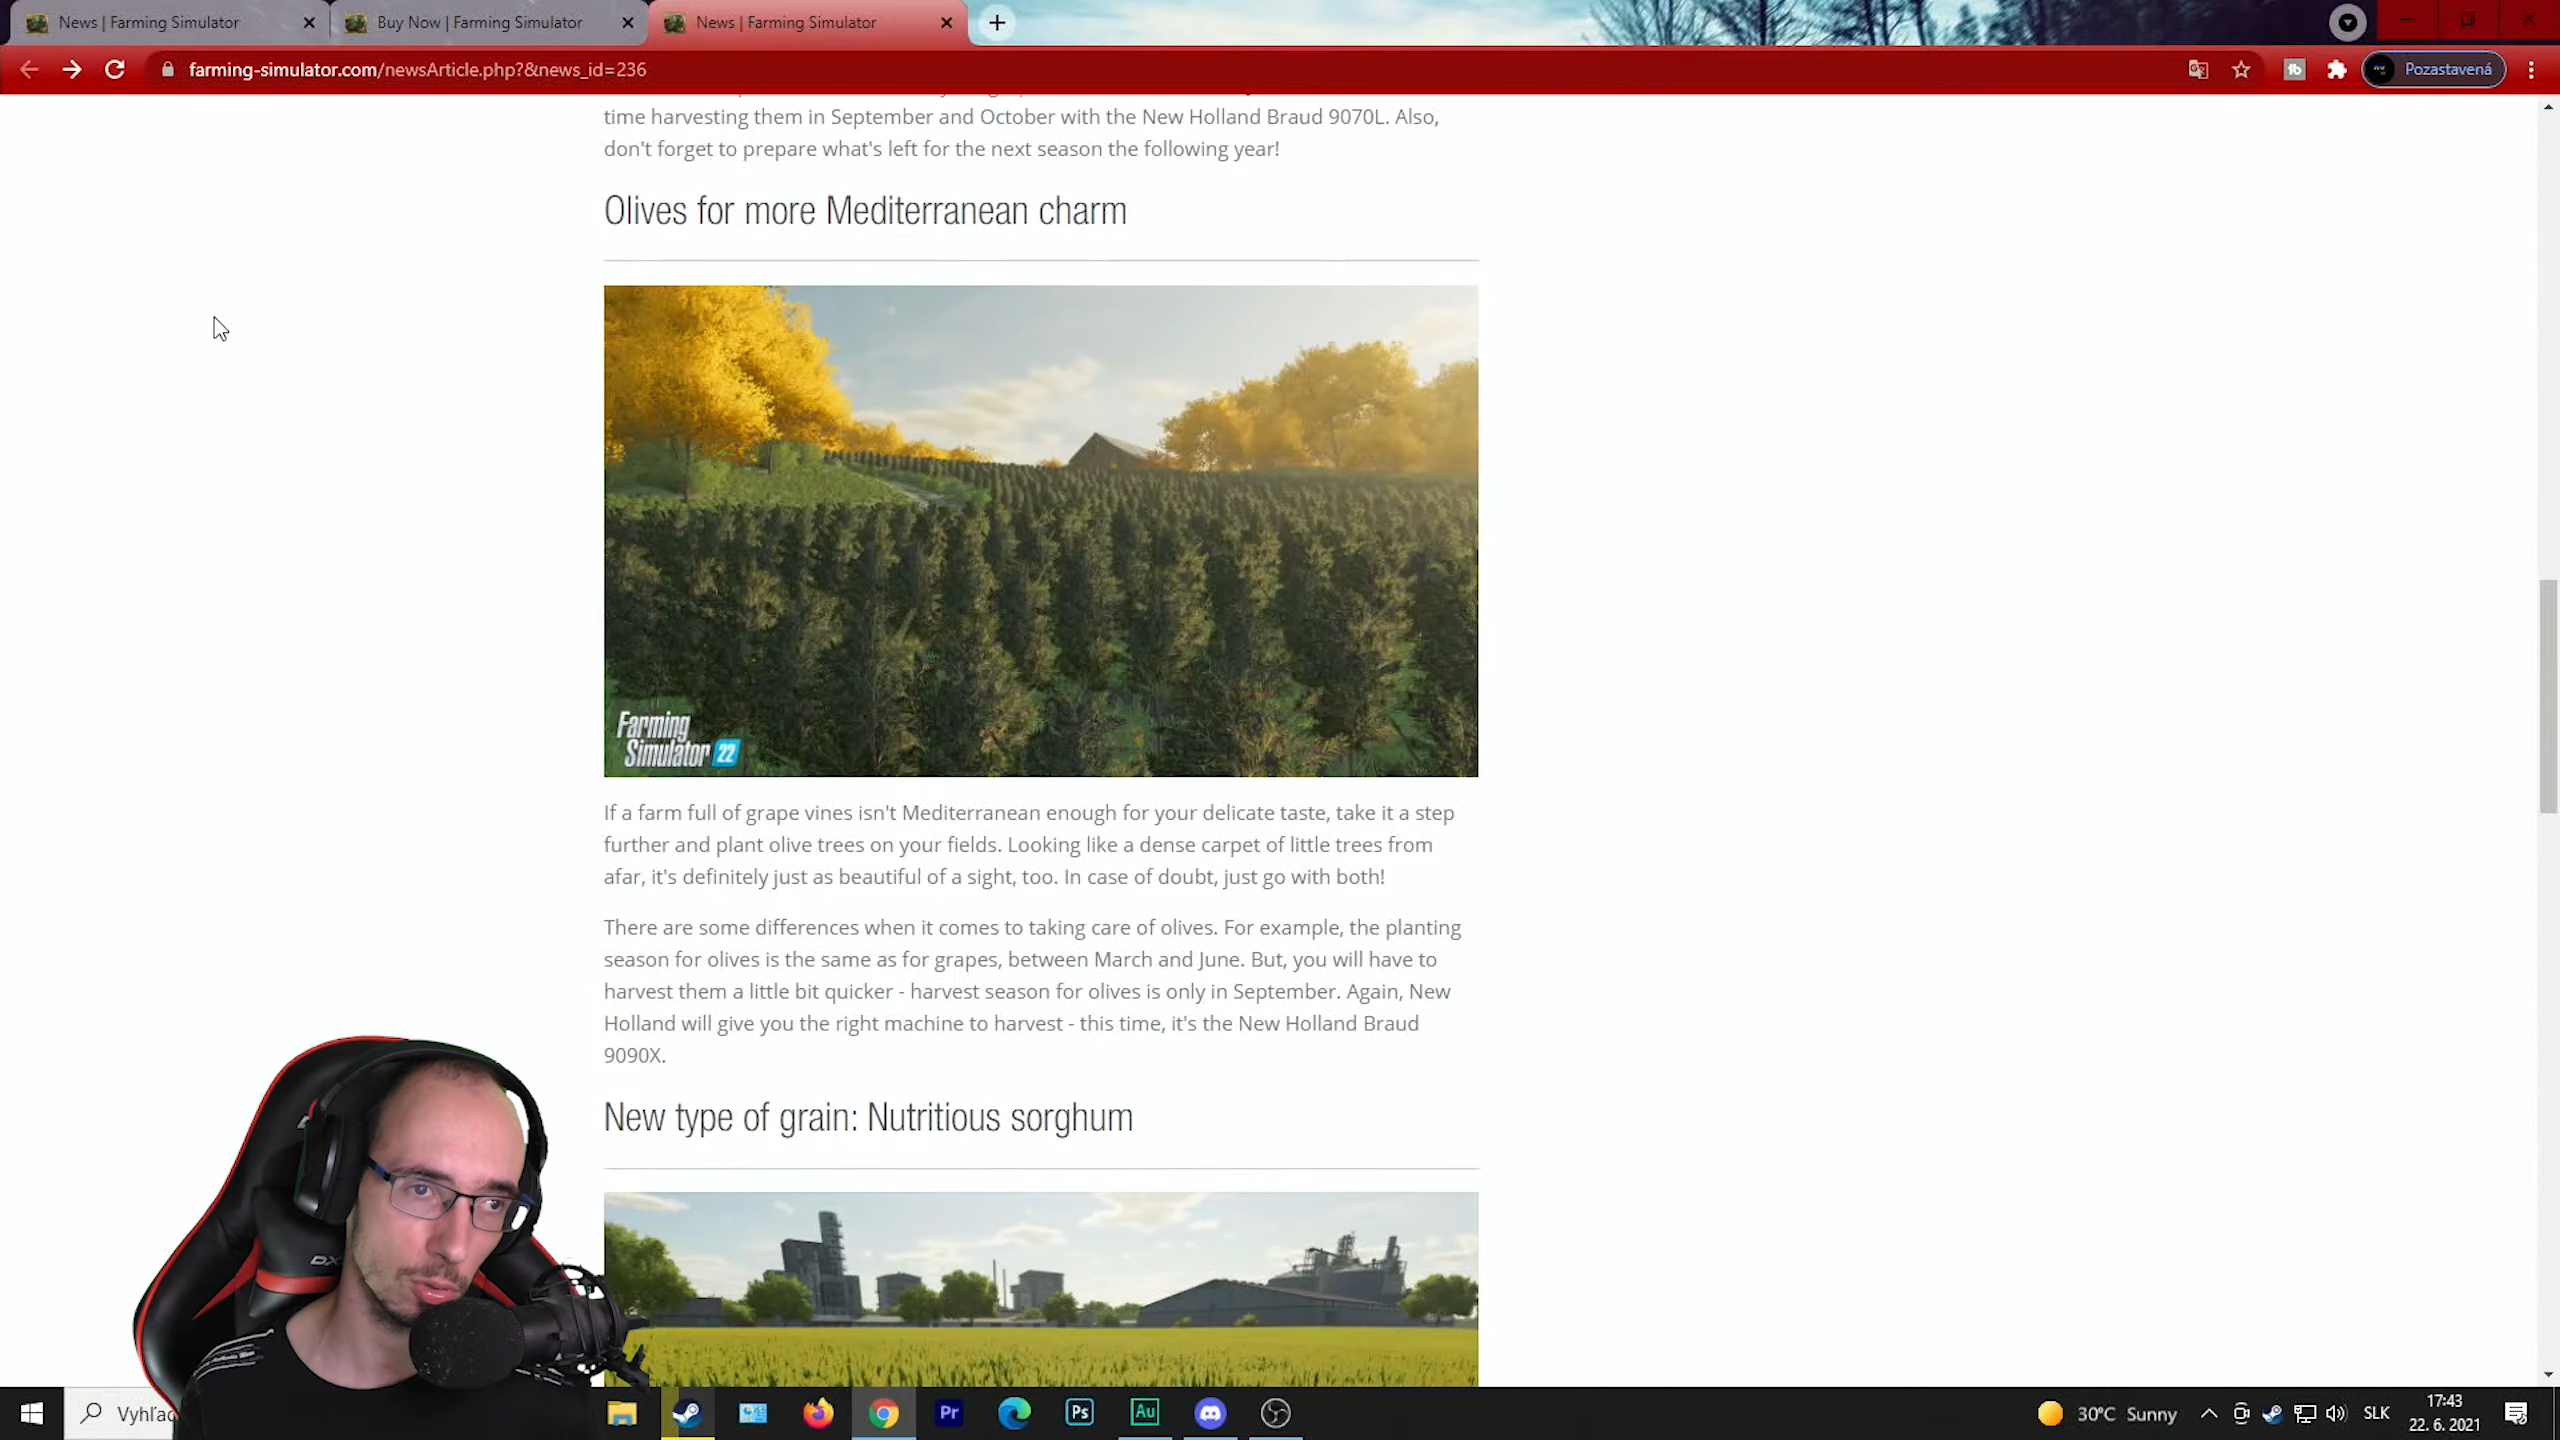 News | Farming Simulator
Buy Now | Farming Simulator
News | Farming Simulator
farming-simulator.com/newsArticle.php?&news_id=236
Pozastavená
time harvesting them in September and October with the New Holland Braud 9070L. Also,
don't forget to prepare what's left for the next season the following year!
Olives for more Mediterranean charm
Farming
Simulator 22
If a farm full of grape vines isn't Mediterranean enough for your delicate taste, take it a step
further and plant olive trees on your fields. Looking like a dense carpet of little trees from
afar, it's definitely just as beautiful of a sight, too. In case of doubt, just go with both!
There are some differences when it comes to taking care of olives. For example, the planting
season for olives is the same as for grapes, between March and June. But, you will have to
harvest them a little bit quicker - harvest season for olives is only in September. Again, New
Holland will give you the right machine to harvest - this time, it's the New Holland Braud
9090X.
New type of grain: Nutritious sorghum
Pr
Ps
Au
30°C Sunny
SLK
17:43
22. 6. 2021